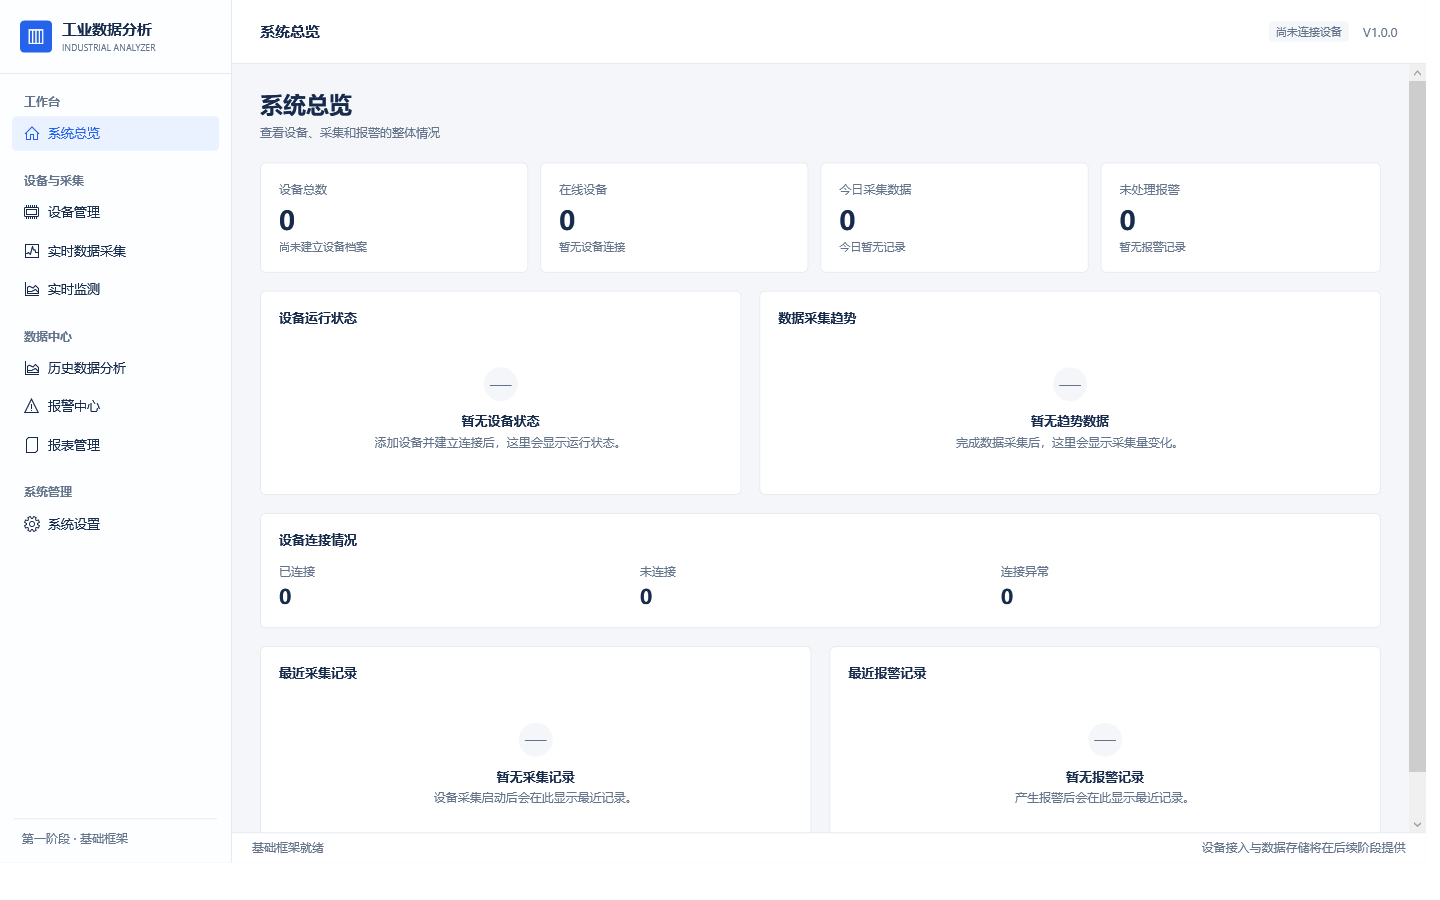 工业数据分析
INDUSTRIAL ANALYZER
工作台
系统总览
设备与采集
设备管理
实时数据采集
实时监测
数据中心
历史数据分析
报警中心
报表管理
系统管理
系统设置
第一阶段 · 基础框架
系统总览
尚未连接设备
V1.0.0
系统总览
查看设备、采集和报警的整体情况
设备总数
0
尚未建立设备档案
在线设备
0
暂无设备连接
今日采集数据
0
今日暂无记录
未处理报警
0
暂无报警记录
设备运行状态
暂无设备状态
添加设备并建立连接后，这里会显示运行状态。
数据采集趋势
暂无趋势数据
完成数据采集后，这里会显示采集量变化。
设备连接情况
已连接
0
未连接
0
连接异常
0
最近采集记录
暂无采集记录
设备采集启动后会在此显示最近记录。
最近报警记录
暂无报警记录
产生报警后会在此显示最近记录。
基础框架就绪
设备接入与数据存储将在后续阶段提供